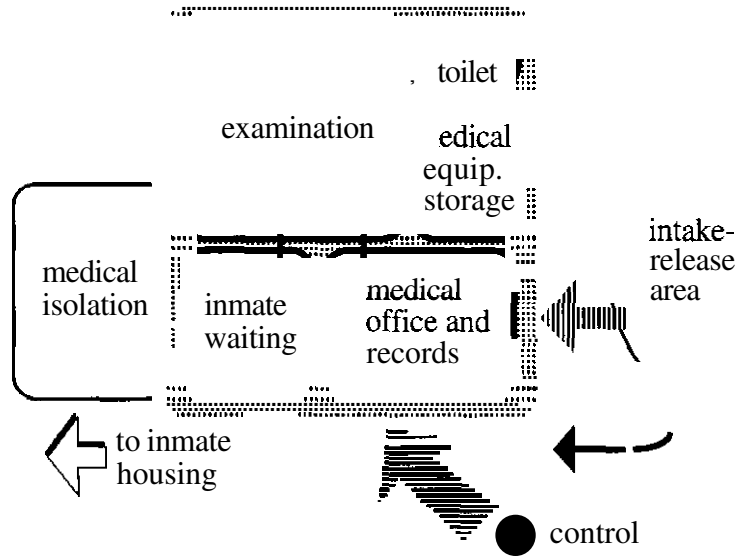 toilet
examination
edical
equip.
storage
intake-
release
area
medical
isolation
inmate
waiting
medical
office and
records
to inmate
housing
control